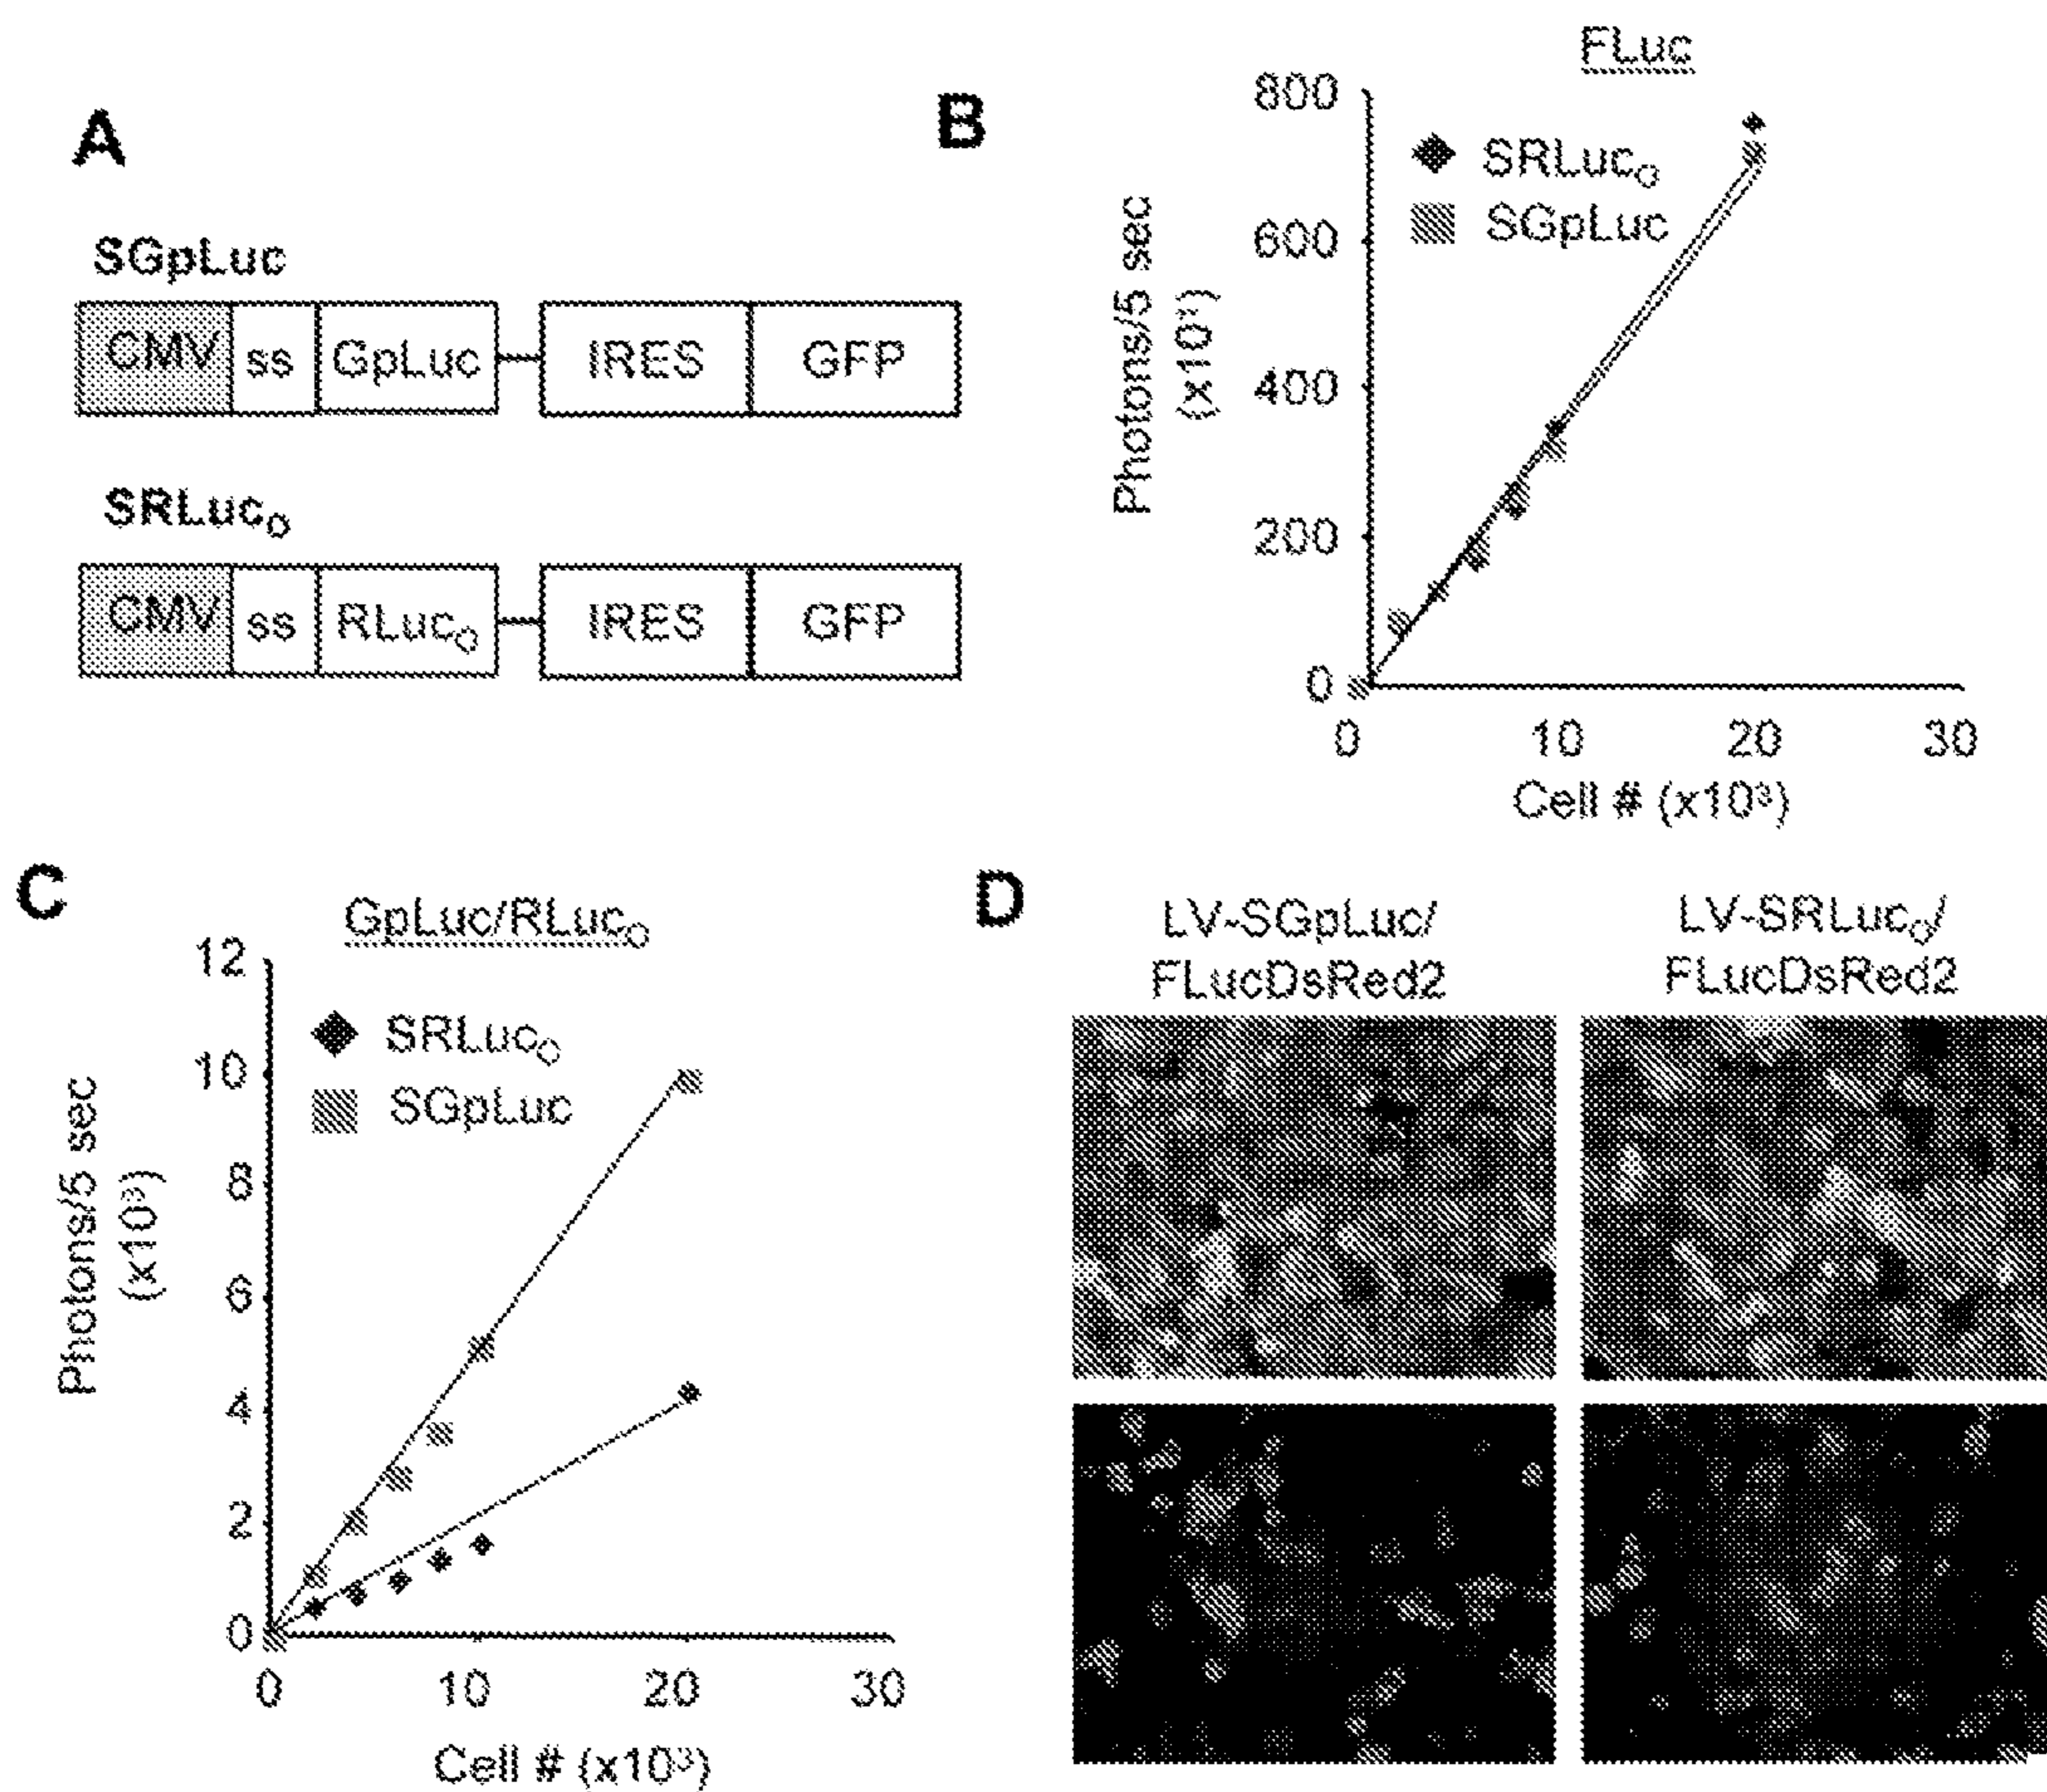 A
SGpLuc
CMV ss GpLuc IRES GFP
SRLucO
CMV ss RLucO IRES GFP
B
FLuc
800
600
400
200
0
SRLucO
SGpLuc
Photons/5 sec
0 10 20 30
Cell # (x10³)
C
GpLuc/RLucO
12
10
8
6
4
2
0
SRLucO
SGpLuc
Photons/5 sec
(x10³)
0 10 20 30
Cell # (x10³)
D
LV-SGpLuc/
FLucDsRed2
LV-SRLucO/
FLucDsRed2